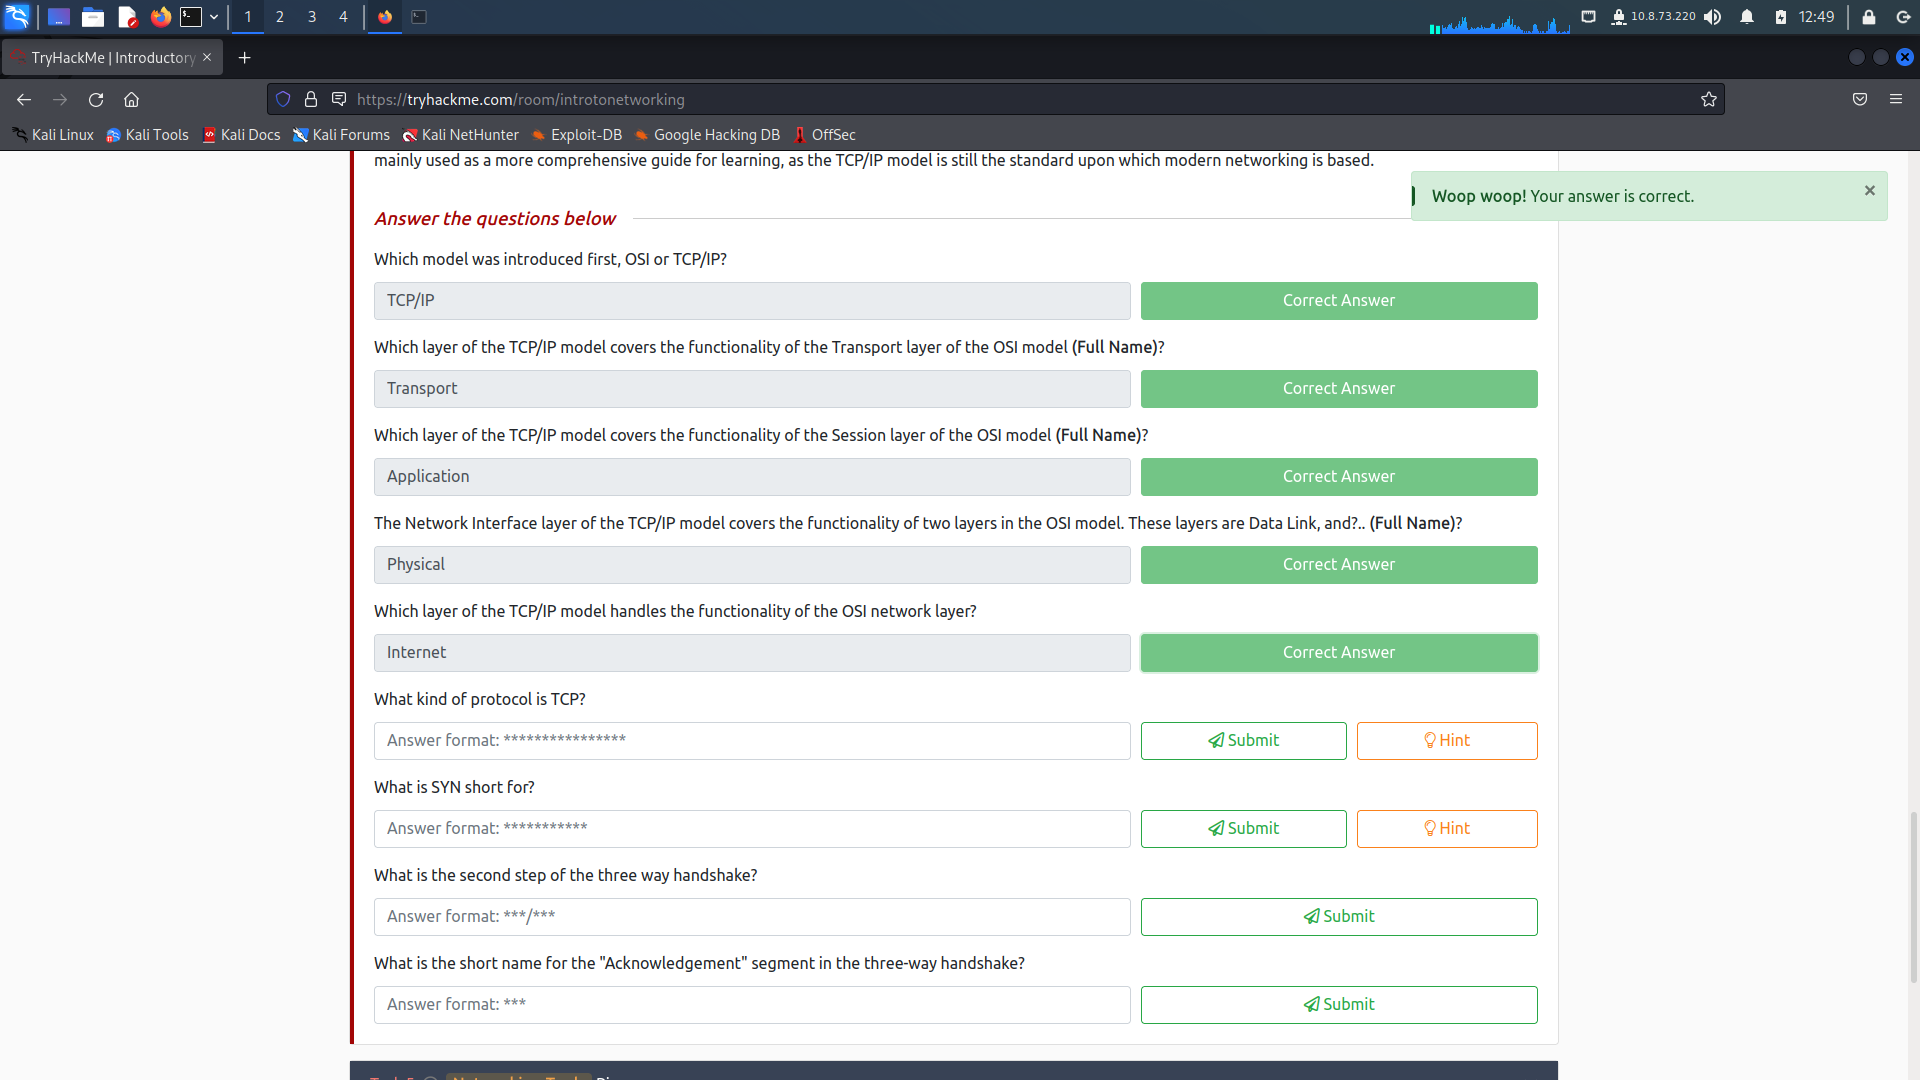 1 2 3 4
10.8.73.220
12:49
TryHackMe | Introductory
https://tryhackme.com/room/introtonetworking
Kali Linux Kali Tools Kali Docs Kali Forums Kali NetHunter Exploit-DB Google Hacking DB OffSec
mainly used as a more comprehensive guide for learning, as the TCP/IP model is still the standard upon which modern networking is based.
Woop woop! Your answer is correct.
Answer the questions below
Which model was introduced first, OSI or TCP/IP?
TCP/IP Correct Answer
Which layer of the TCP/IP model covers the functionality of the Transport layer of the OSI model (Full Name)?
Transport Correct Answer
Which layer of the TCP/IP model covers the functionality of the Session layer of the OSI model (Full Name)?
Application Correct Answer
The Network Interface layer of the TCP/IP model covers the functionality of two layers in the OSI model. These layers are Data Link, and?.. (Full Name)?
Physical Correct Answer
Which layer of the TCP/IP model handles the functionality of the OSI network layer?
Internet Correct Answer
What kind of protocol is TCP?
Answer format: **************** Submit Hint
What is SYN short for?
Answer format: *********** Submit Hint
What is the second step of the three way handshake?
Answer format: ***/*** Submit
What is the short name for the "Acknowledgement" segment in the three-way handshake?
Answer format: *** Submit